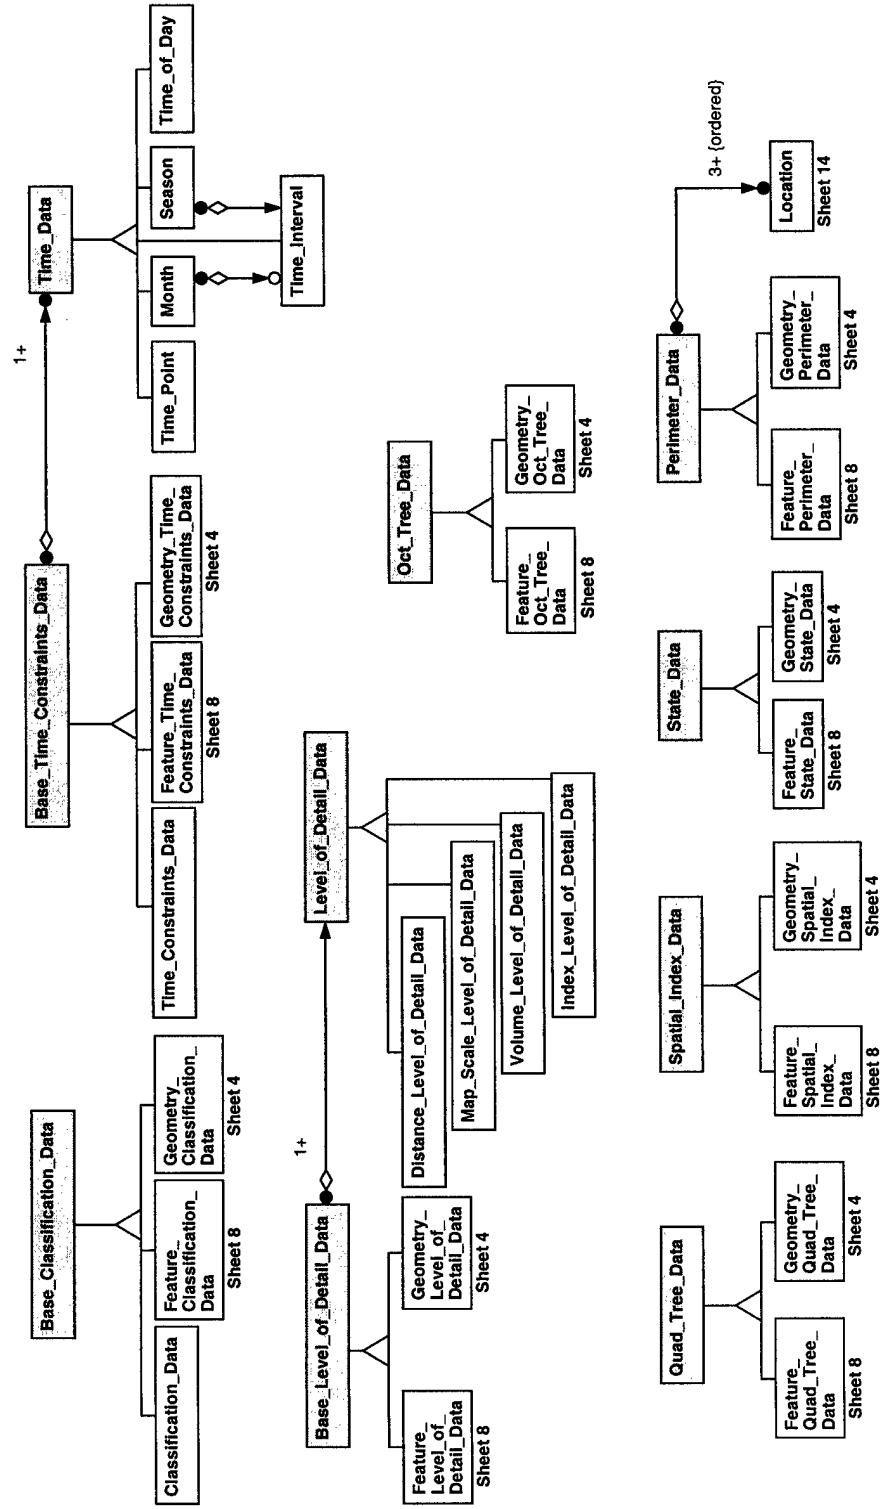 Base_Classification_Data
Classification_Data
Feature_
Classification_
Data
Sheet 8
Geometry_
Classification_
Data
Sheet 4
Base_Time_Constraints_Data
1+
Time_Constraints_Data
Feature_Time_
Constraints_Data
Sheet 8
Geometry_Time_
Constraints_Data
Sheet 4
Time_Data
Time_Point
Month
Season
Time_of_Day
Time_Interval
Base_Level_of_Detail_Data
1+
Feature_
Level_of_
Detail_Data
Sheet 8
Geometry_
Level_of_
Detail_Data
Sheet 4
Level_of_Detail_Data
Distance_Level_of_Detail_Data
Map_Scale_Level_of_Detail_Data
Volume_Level_of_Detail_Data
Index_Level_of_Detail_Data
Oct_Tree_Data
Feature_
Oct_Tree_
Data
Sheet 8
Geometry_
Oct_Tree_
Data
Sheet 4
Quad_Tree_Data
Feature_
Quad_Tree_
Data
Sheet 8
Geometry_
Quad_Tree_
Data
Sheet 4
Spatial_Index_Data
Feature_
Spatial_
Index_
Data
Sheet 8
Geometry_
Spatial_
Index_
Data
Sheet 4
State_Data
Feature_
State_Data
Sheet 8
Geometry_
State_Data
Sheet 4
Perimeter_Data
Feature_
Perimeter_
Data
Sheet 8
Geometry_
Perimeter_
Data
Sheet 4
3+ {ordered}
Location
Sheet 14